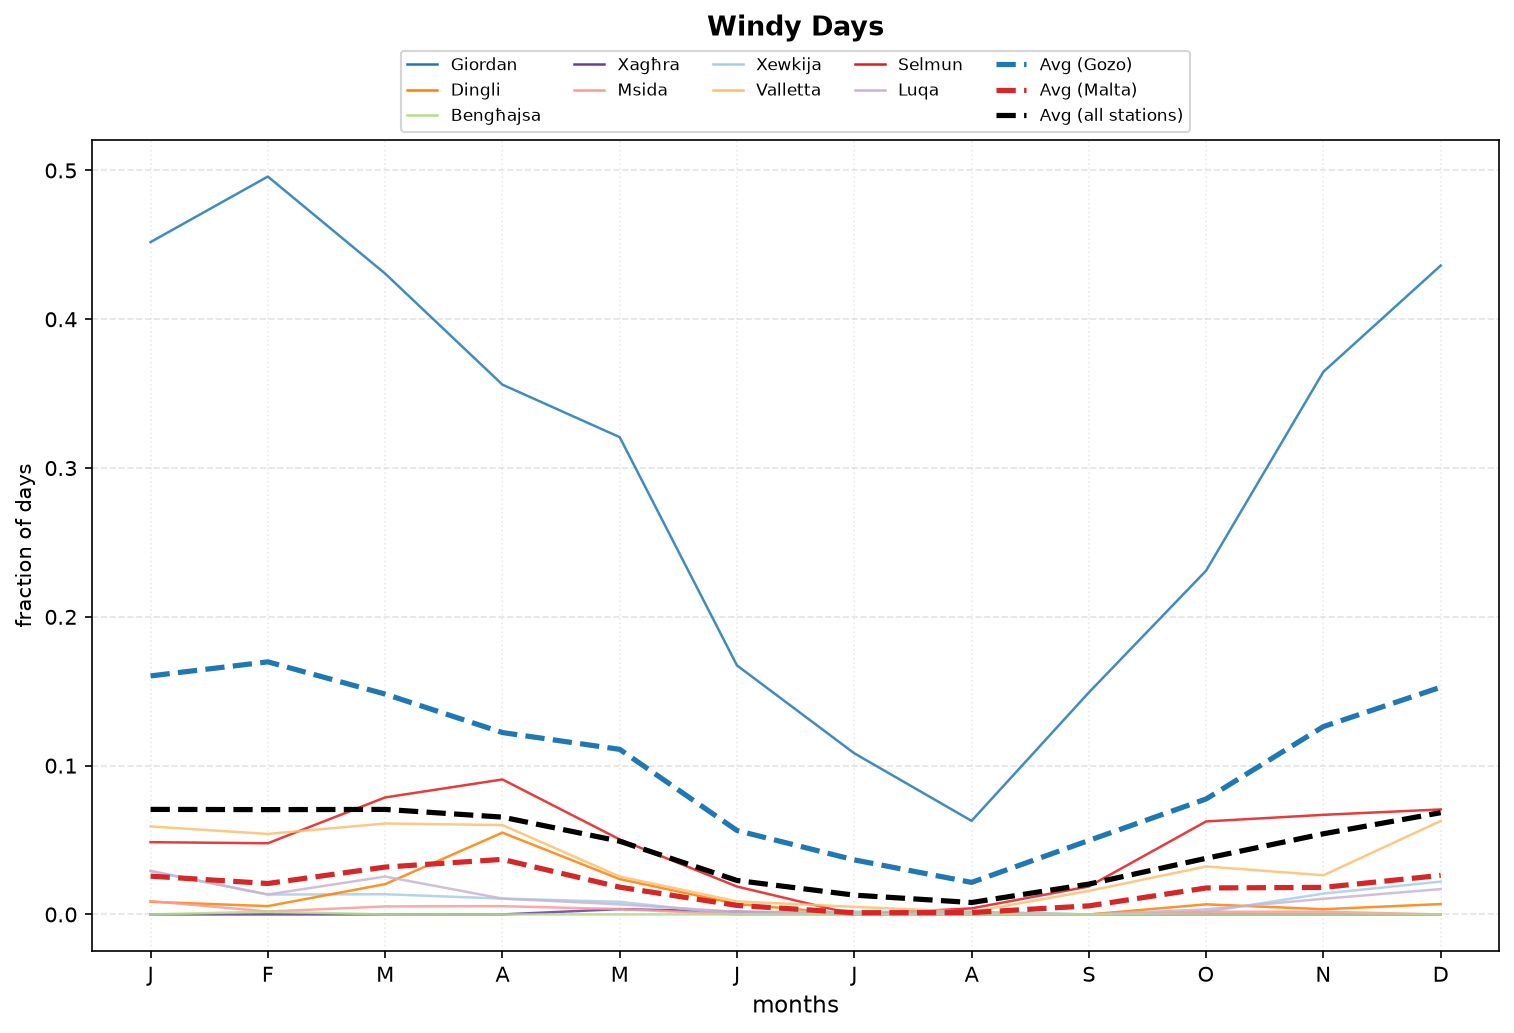 Windy Days
Giordan
Dingli
Bengħajsa
Xagħra
Msida
Xewkija
Valletta
Selmun
Luqa
Avg (Gozo)
Avg (Malta)
Avg (all stations)
fraction of days
0.5
0.4
0.3
0.2
0.1
0.0
J F M A M J J A S O N D
months